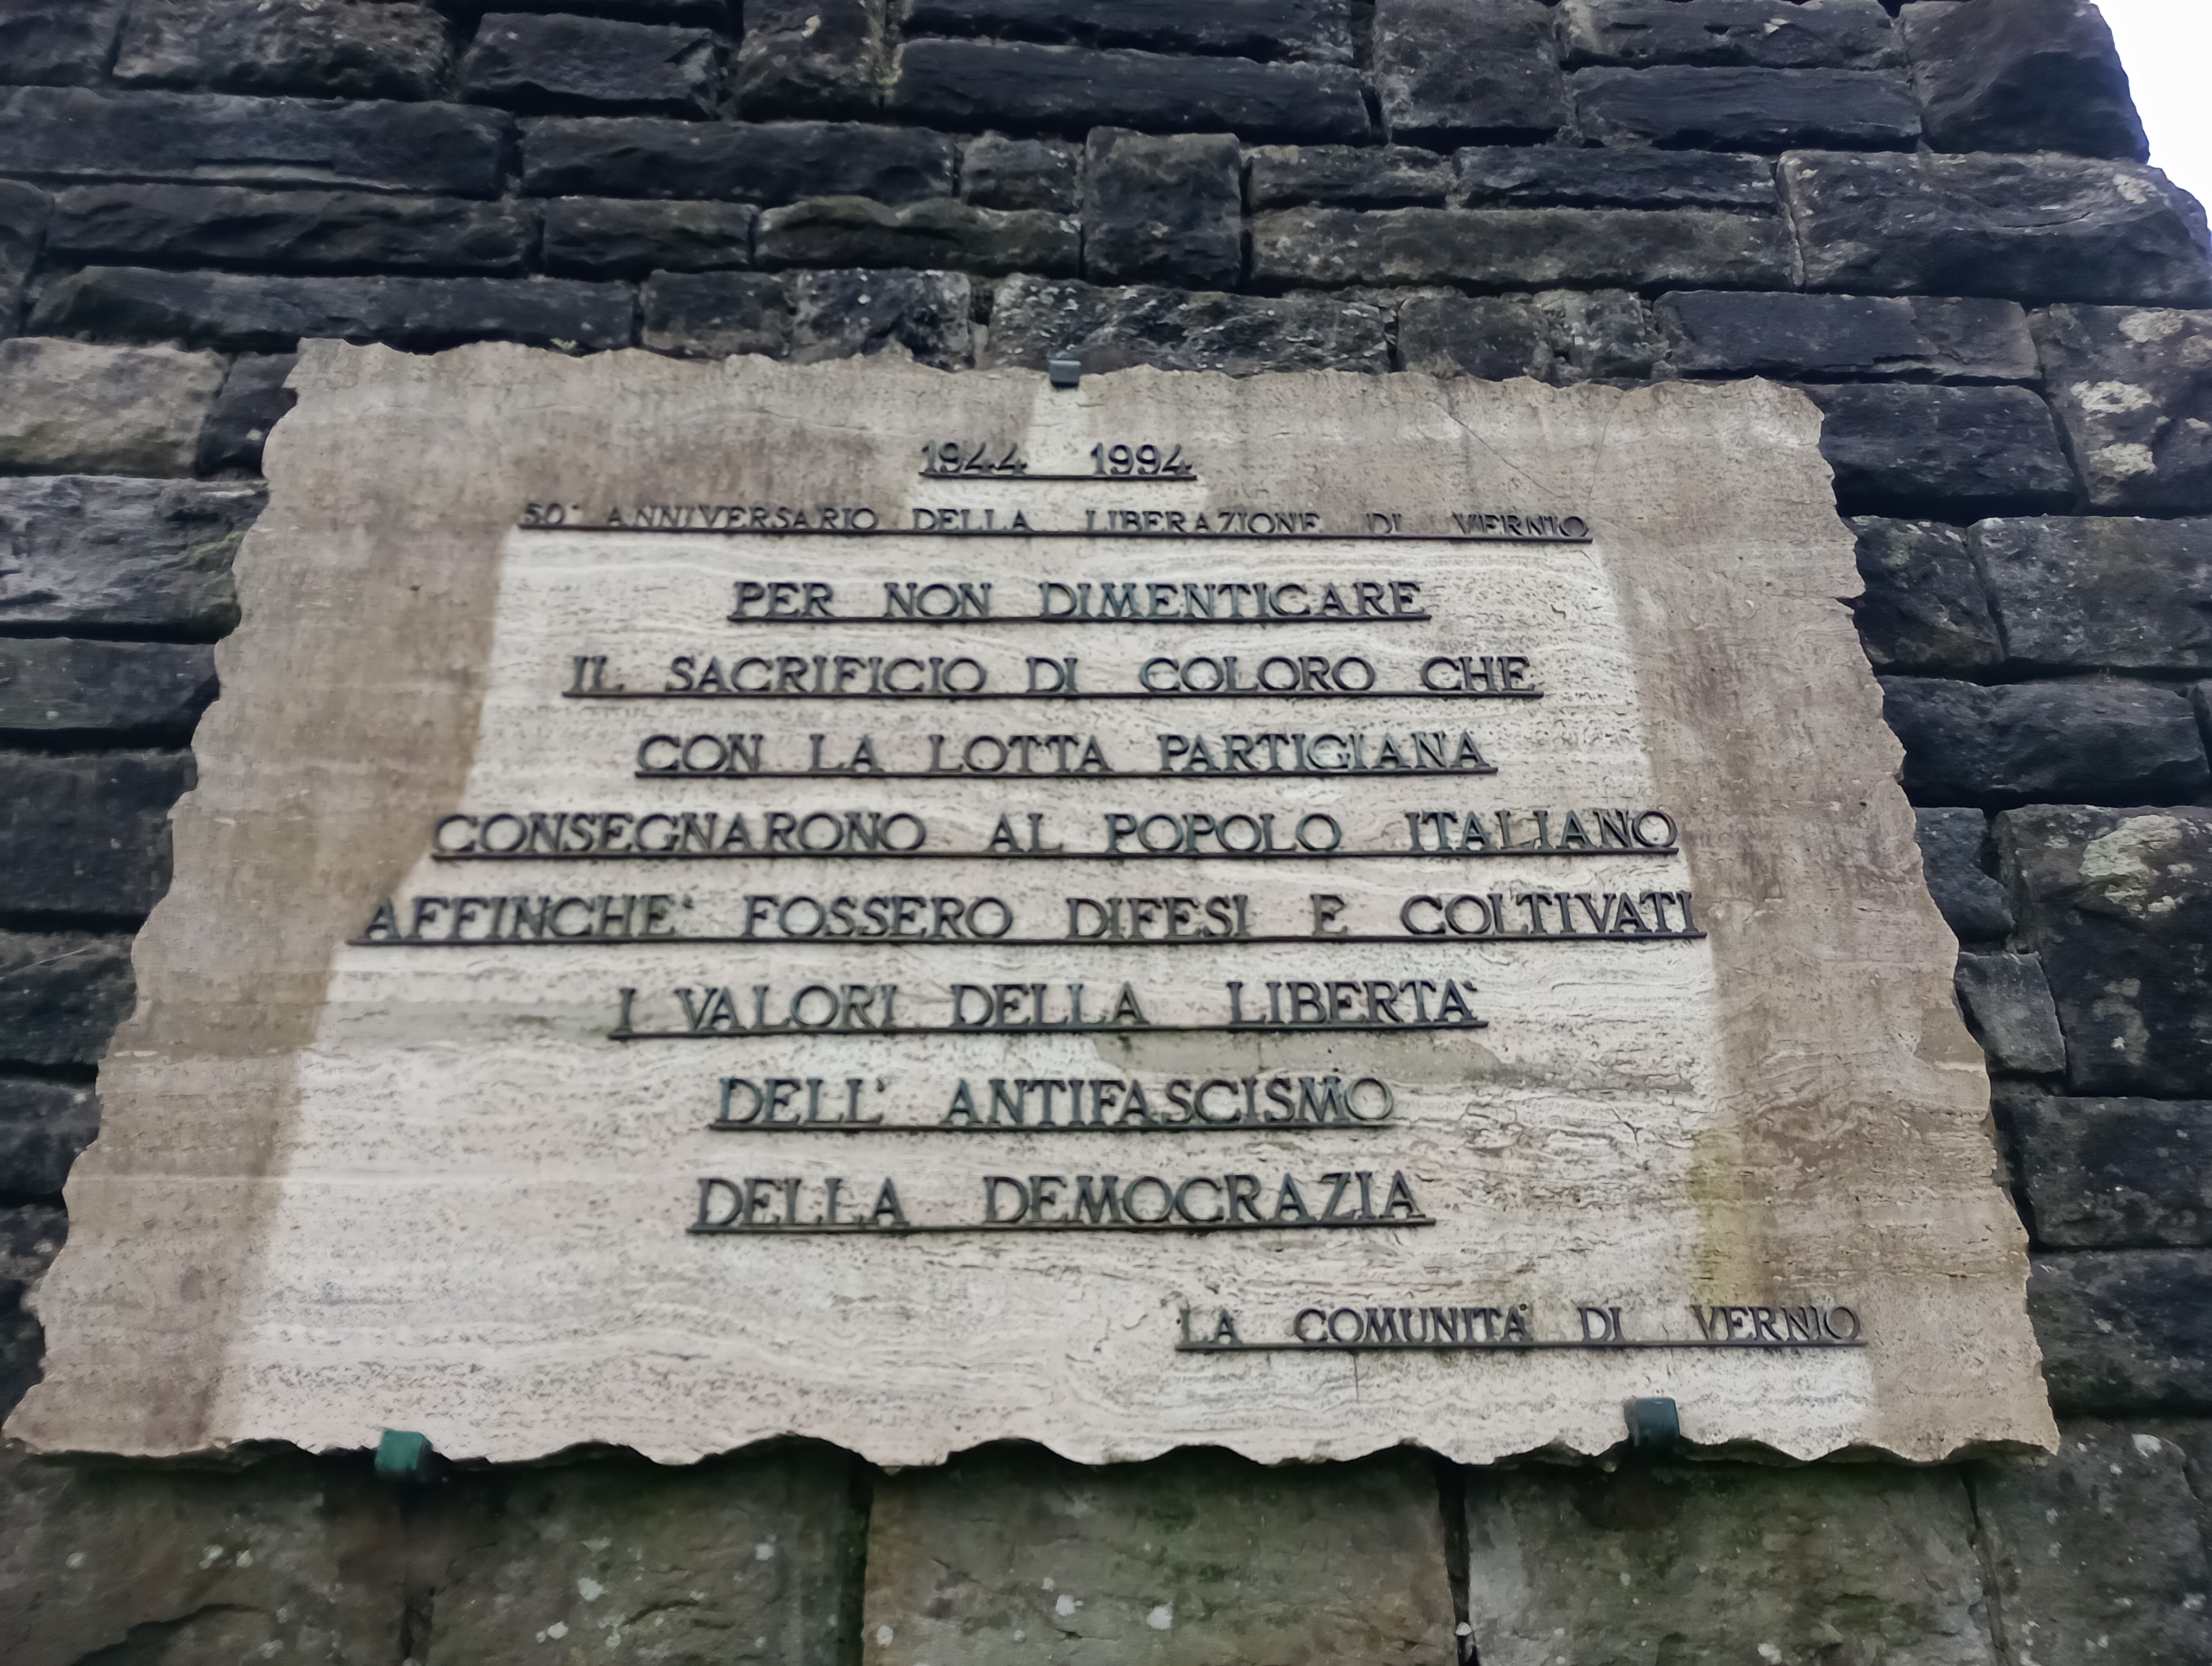 1944 1994
50° ANNIVERSARIO DELLA LIBERAZIONE DI VERNIO
PER NON DIMENTICARE
IL SACRIFICIO DI COLORO CHE
CON LA LOTTA PARTIGIANA
CONSEGNARONO AL POPOLO ITALIANO
AFFINCHE' FOSSERO DIFESI E COLTIVATI
I VALORI DELLA LIBERTA'
DELL' ANTIFASCISMO
DELLA DEMOCRAZIA
LA COMUNITA' DI VERNIO